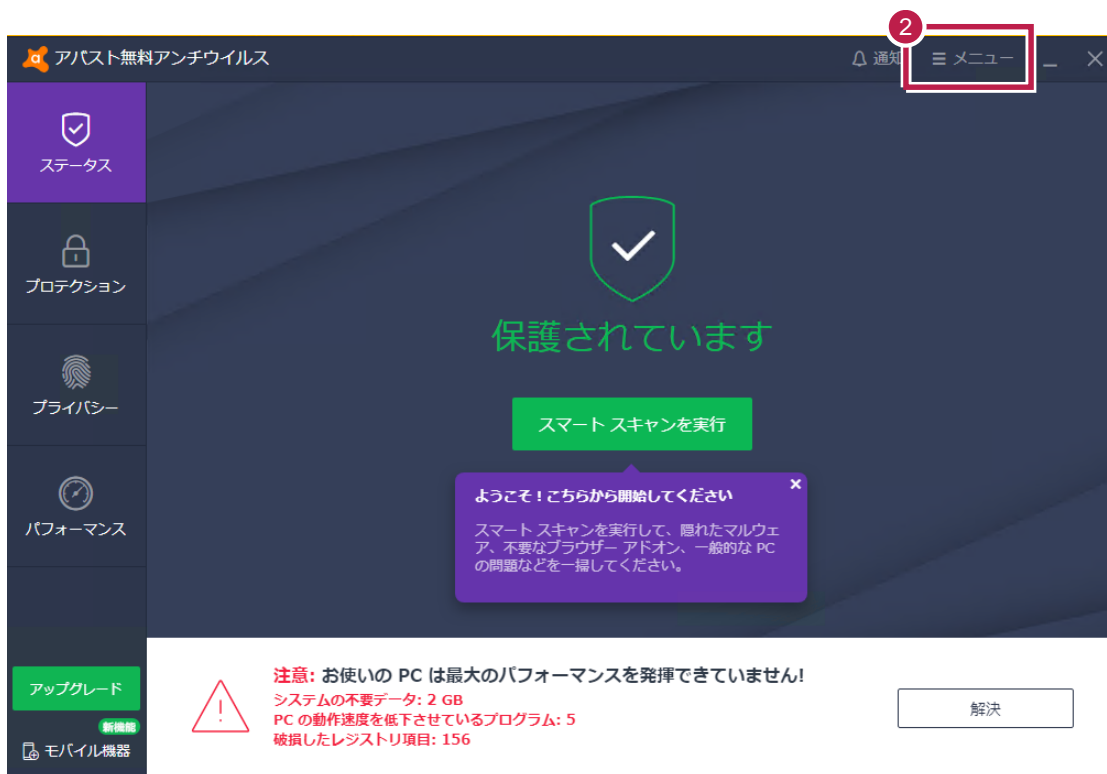 2
アバスト無料アンチウイルス
通知
メニュー
ステータス
プロテクション
プライバシー
パフォーマンス
保護されています
スマート スキャンを実行
ようこそ！こちらから開始してください
スマート スキャンを実行して、隠れたマルウェ
ア、不要なブラウザー アドオン、一般的な PC
の問題などを一掃してください。
アップグレード
新機能
モバイル機器
注意: お使いの PC は最大のパフォーマンスを発揮できていません!
システムの不要データ: 2 GB
PC の動作速度を低下させているプログラム: 5
破損したレジストリ項目: 156
解決